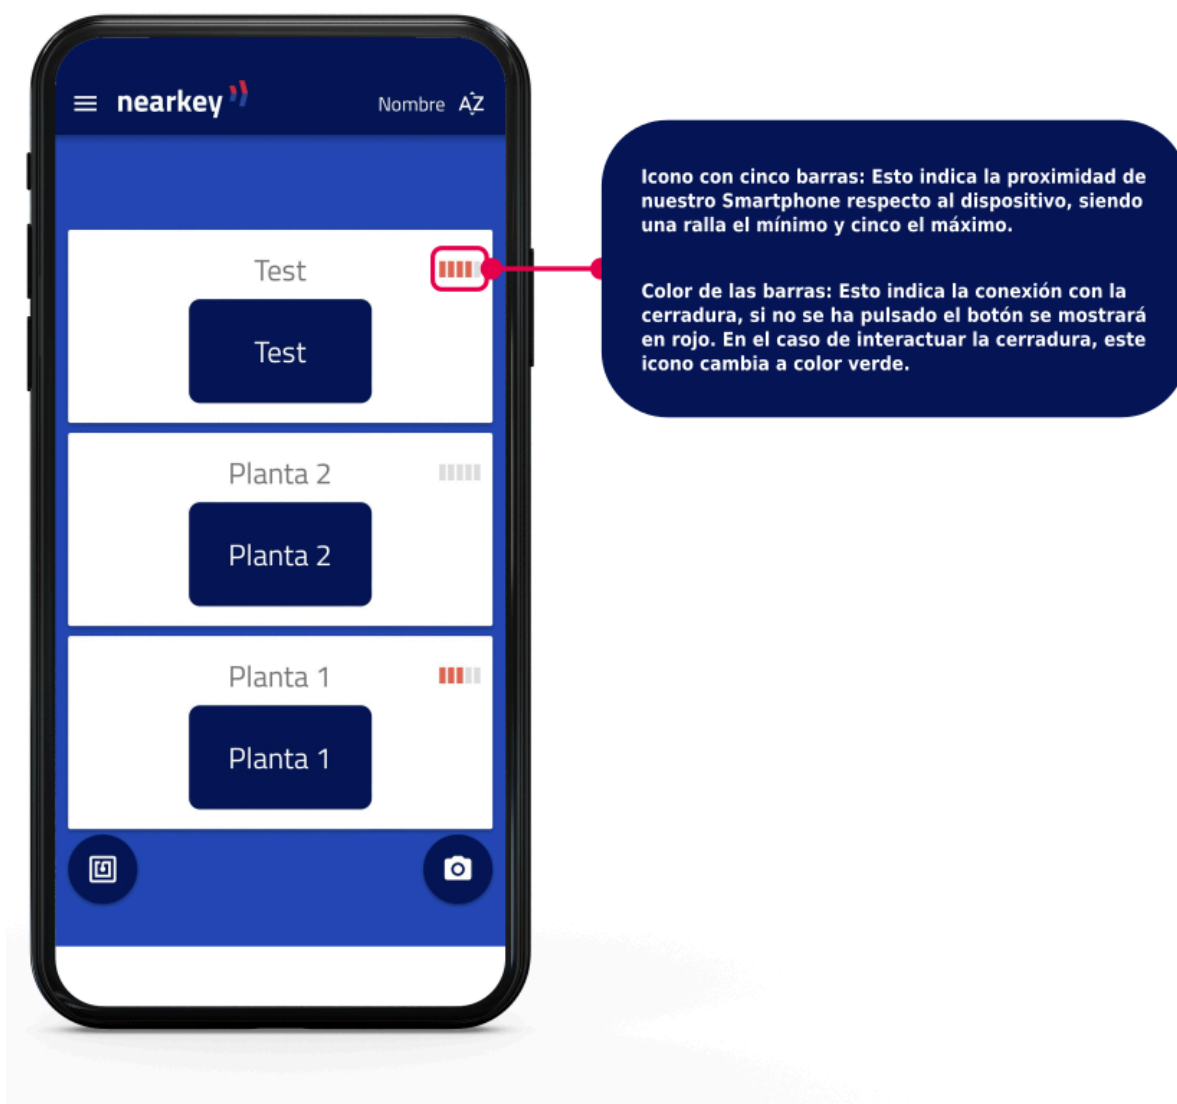 nearkey
Nombre AZ
Test
Test
Planta 2
Planta 2
Planta 1
Planta 1
Icono con cinco barras: Esto indica la proximidad de
nuestro Smartphone respecto al dispositivo, siendo
una ralla el mínimo y cinco el máximo.
Color de las barras: Esto indica la conexión con la
cerradura, si no se ha pulsado el botón se mostrará
en rojo. En el caso de interactuar la cerradura, este
icono cambia a color verde.